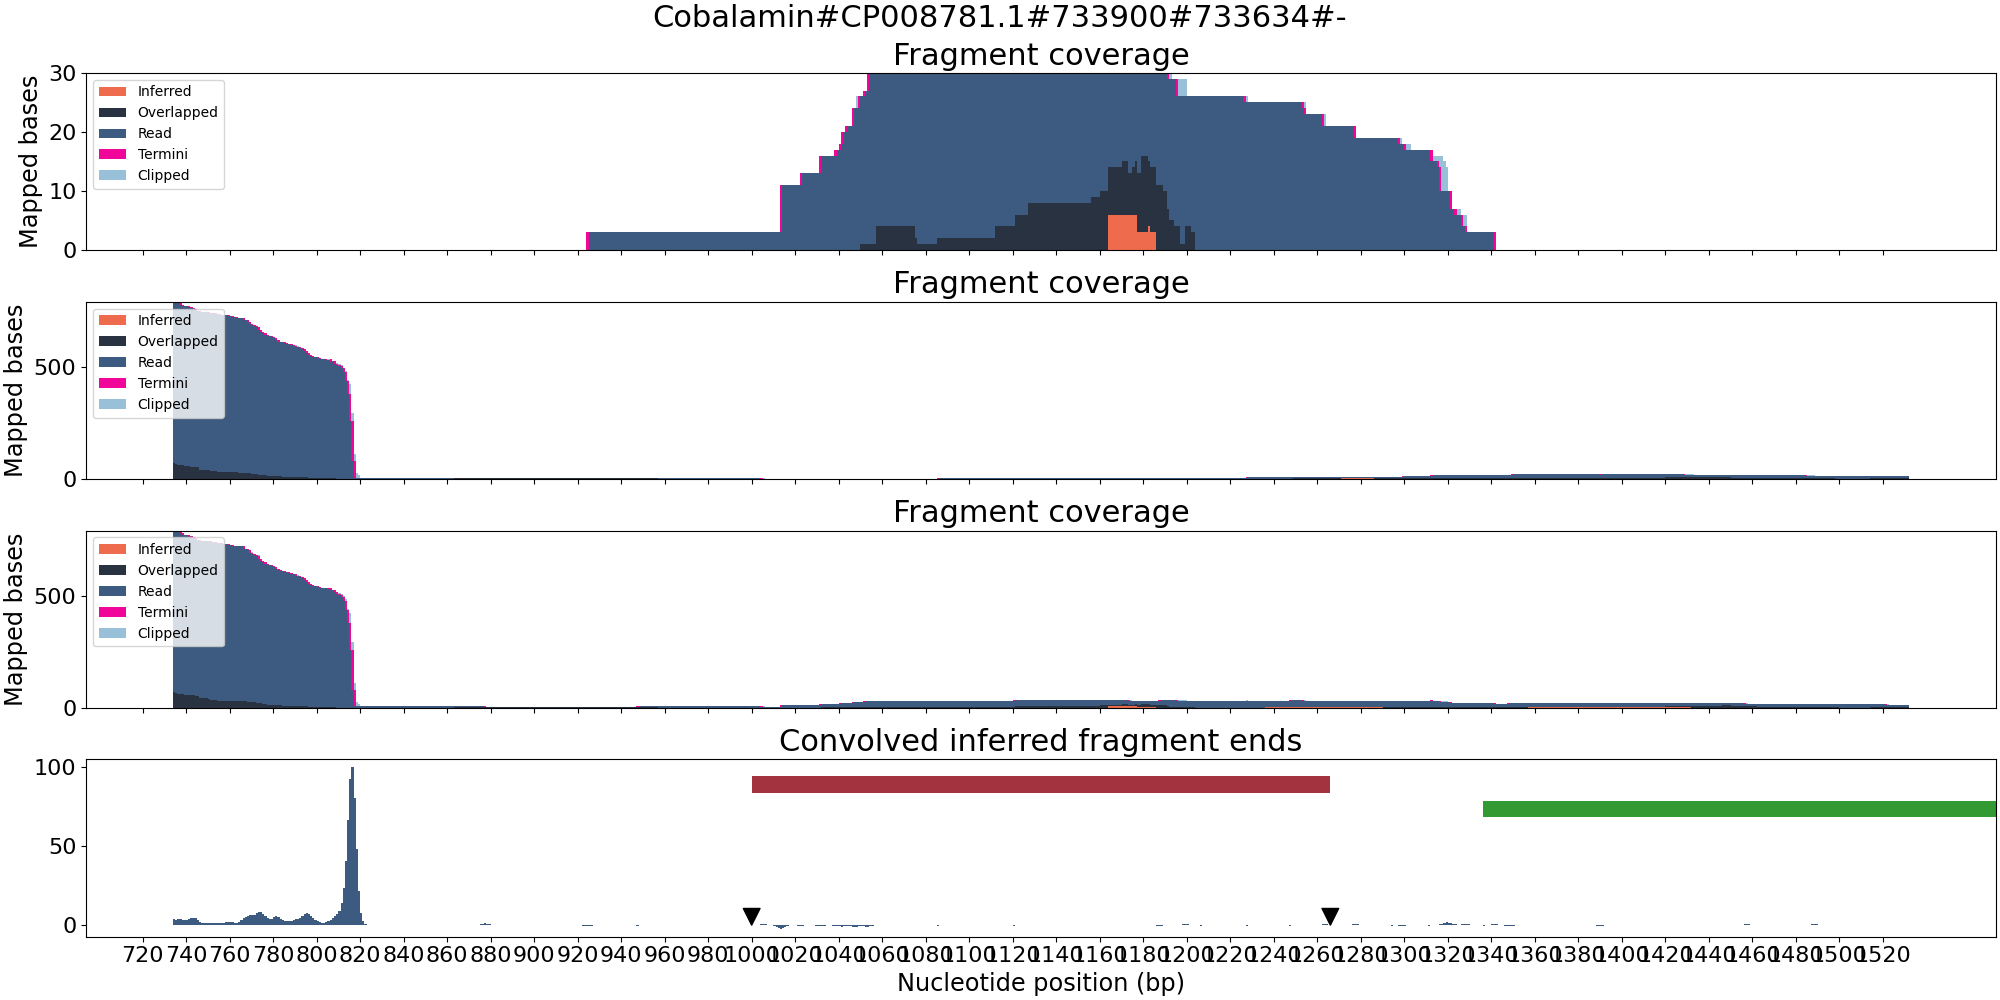 Cobalamin#CP008781.1#733900#733634#-
Fragment coverage
Mapped bases
30
20
10
0
Inferred
Overlapped
Read
Termini
Clipped
Fragment coverage
Mapped bases
500
0
Inferred
Overlapped
Read
Termini
Clipped
Fragment coverage
Mapped bases
500
0
Inferred
Overlapped
Read
Termini
Clipped
Convolved inferred fragment ends
100
50
0
720 740 760 780 800 820 840 860 880 900 920 940 960 980 1000 1020 1040 1060 1080 1100 1120 1140 1160 1180 1200 1220 1240 1260 1280 1300 1320 1340 1360 1380 1400 1420 1440 1460 1480 1500 1520
Nucleotide position (bp)